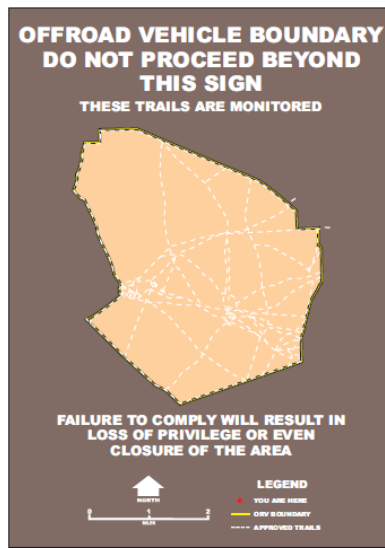 OFFROAD VEHICLE BOUNDARY
DO NOT PROCEED BEYOND
THIS SIGN
THESE TRAILS ARE MONITORED
FAILURE TO COMPLY WILL RESULT IN
LOSS OF PRIVILEGE OR EVEN
CLOSURE OF THE AREA
NORTH
0 1 2
MILES
LEGEND
YOU ARE HERE
ORV BOUNDARY
APPROVED TRAILS